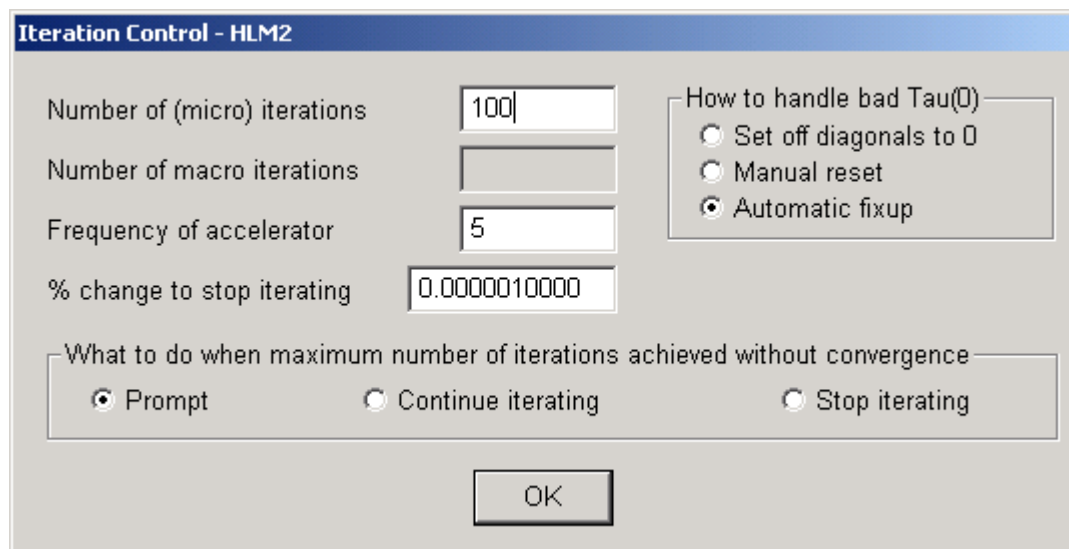 Iteration Control - HLM2
Number of (micro) iterations 100
Number of macro iterations
Frequency of accelerator 5
% change to stop iterating 0.0000010000
How to handle bad Tau(0)
Set off diagonals to 0
Manual reset
Automatic fixup
What to do when maximum number of iterations achieved without convergence
Prompt Continue iterating Stop iterating
OK